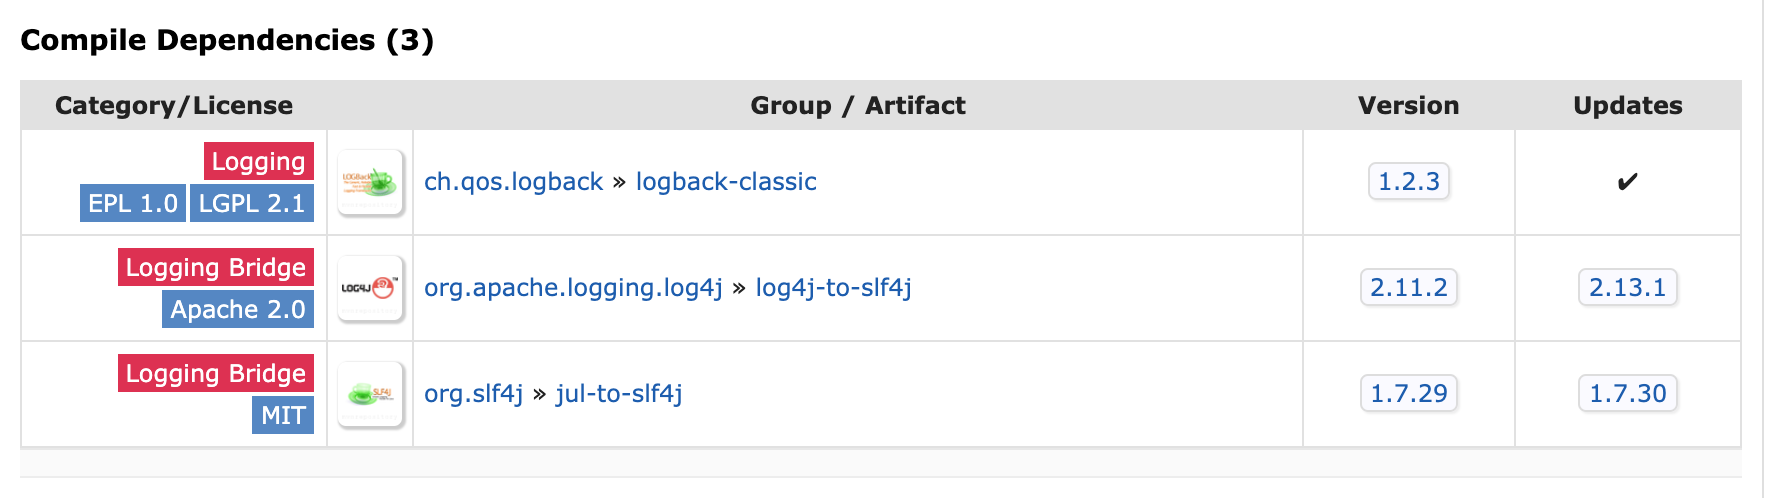 Compile Dependencies (3)
Category/License Group / Artifact Version Updates
Logging
EPL 1.0 LGPL 2.1
ch.qos.logback » logback-classic 1.2.3 ✔
Logging Bridge
Apache 2.0
LOG4J
org.apache.logging.log4j » log4j-to-slf4j 2.11.2 2.13.1
Logging Bridge
MIT
SLF4J
org.slf4j » jul-to-slf4j 1.7.29 1.7.30